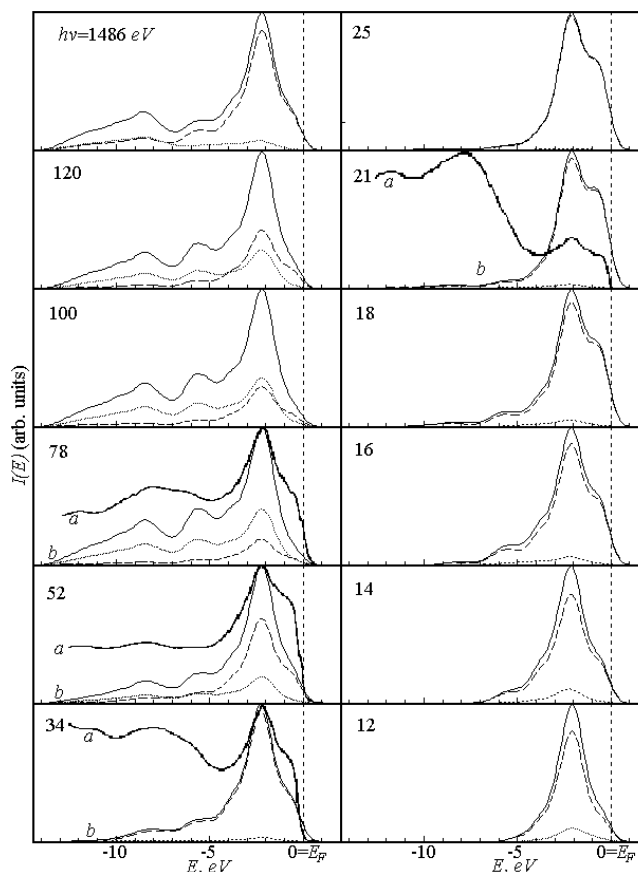 hν=1486 eV
25
120
21
a
b
100
18
I(E) (arb. units)
78
a
b
16
52
a
b
14
34
a
b
12
-10 -5 0=E_F
E, eV
-10 -5 0=E_F
E, eV